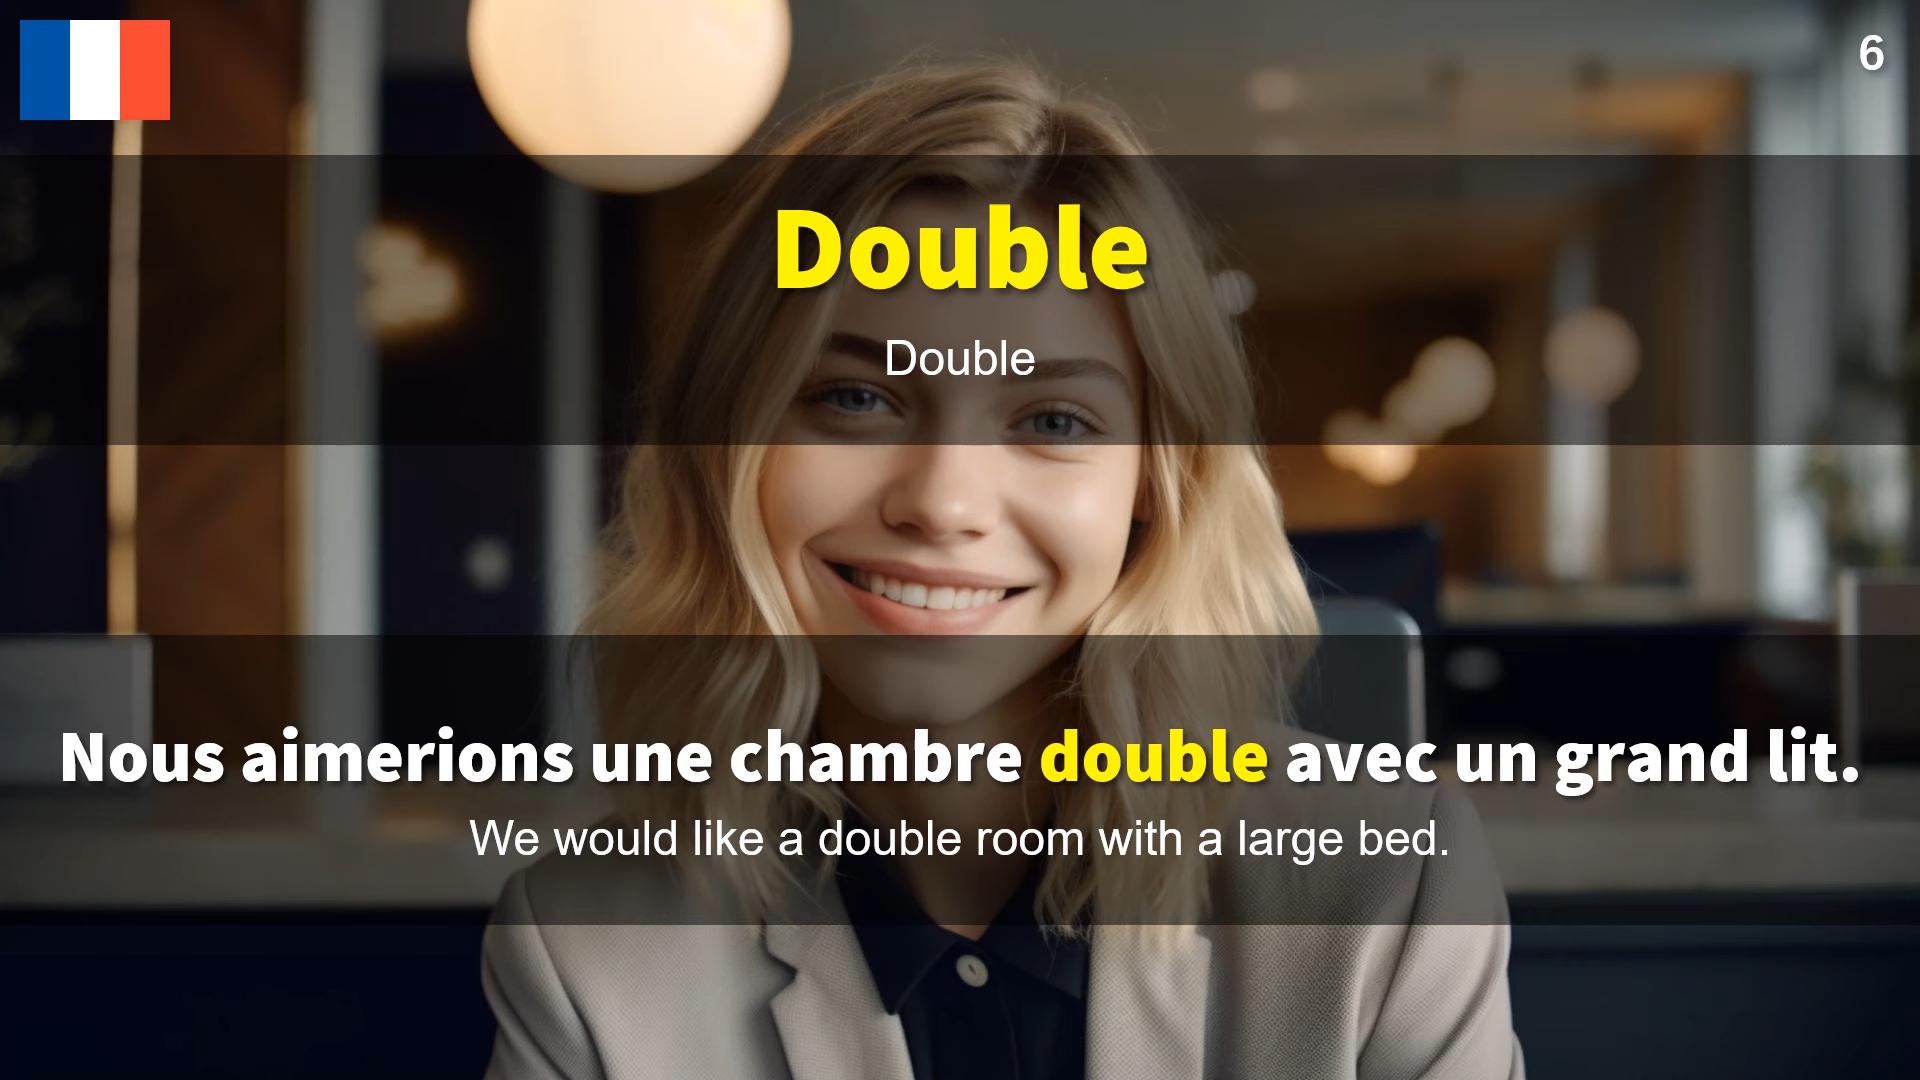 6
Double
Double
Nous aimerions une chambre double avec un grand lit.
We would like a double room with a large bed.